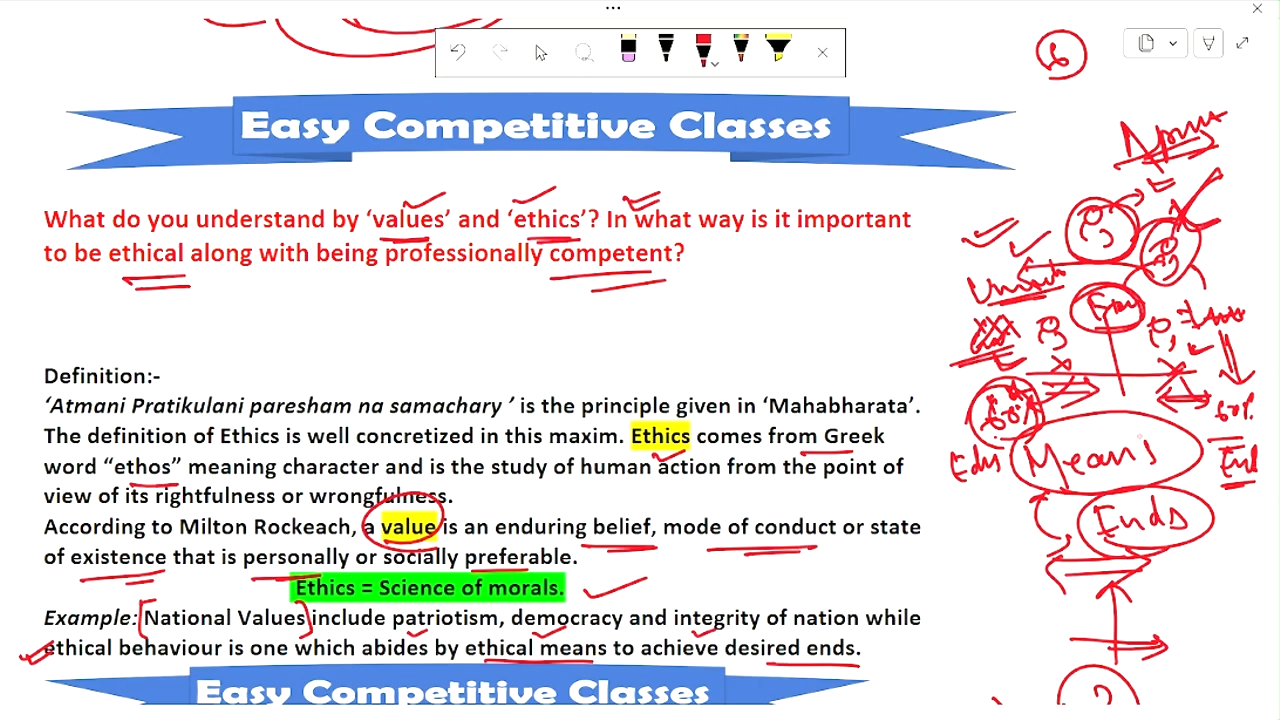 Easy Competitive Classes
What do you understand by ‘values’ and ‘ethics’? In what way is it important
to be ethical along with being professionally competent?
Definition:-
‘Atmani Pratikulani paresham na samachary ’ is the principle given in ‘Mahabharata’.
The definition of Ethics is well concretized in this maxim. Ethics comes from Greek
word “ethos” meaning character and is the study of human action from the point of
view of its rightfulness or wrongfulness.
According to Milton Rockeach, a value is an enduring belief, mode of conduct or state
of existence that is personally or socially preferable.
Ethics = Science of morals.
Example: National Values include patriotism, democracy and integrity of nation while
ethical behaviour is one which abides by ethical means to achieve desired ends.
Easy Competitive Classes
Means
Ends